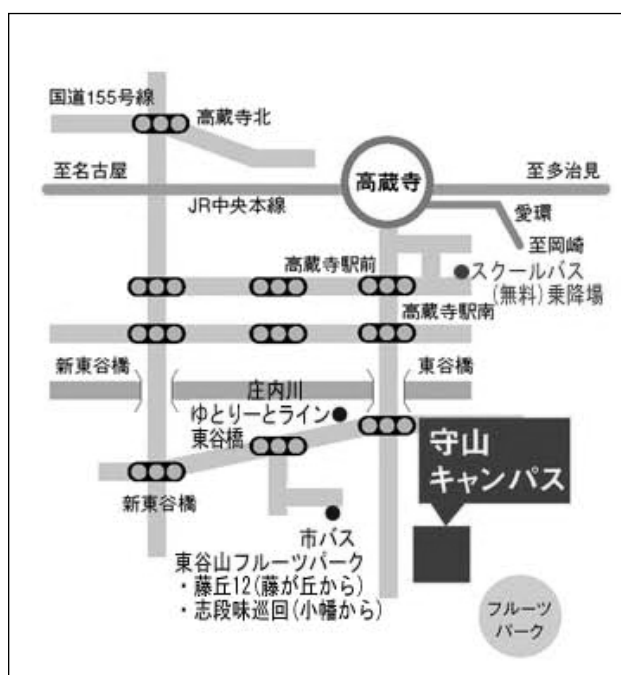 国道155号線
高蔵寺北
至名古屋
高蔵寺
至多治見
JR中央本線
愛環
至岡崎
高蔵寺駅前
スクールバス
(無料)乗降場
高蔵寺駅南
新東谷橋
東谷橋
庄内川
ゆとりーとライン
東谷橋
守山
キャンパス
新東谷橋
市バス
東谷山フルーツパーク
・藤丘12(藤が丘から)
・志段味巡回(小幡から)
フルーツ
パーク